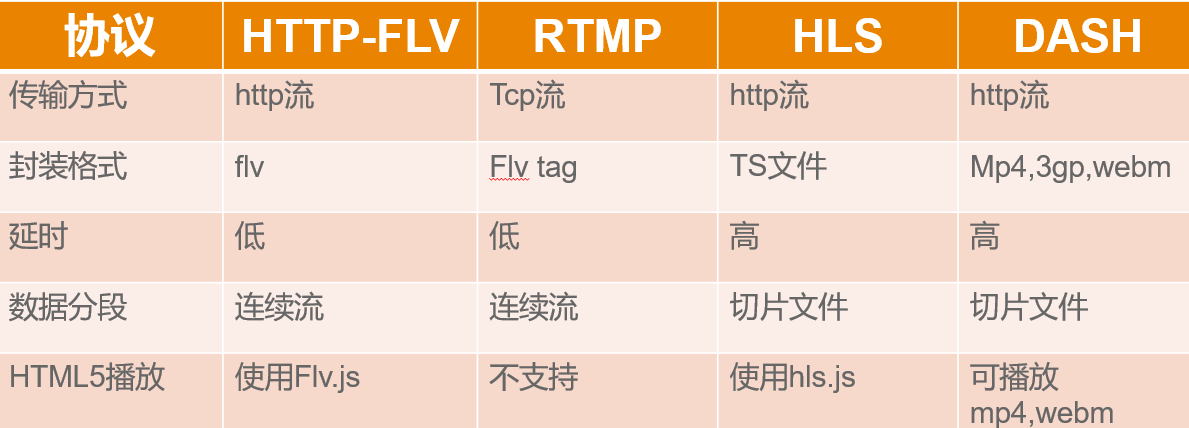 协议 HTTP-FLV RTMP HLS DASH
传输方式 http流 Tcp流 http流 http流
封装格式 flv Flv tag TS文件 Mp4,3gp,webm
延时 低 低 高 高
数据分段 连续流 连续流 切片文件 切片文件
HTML5播放 使用Flv.js 不支持 使用hls.js 可播放
mp4,webm